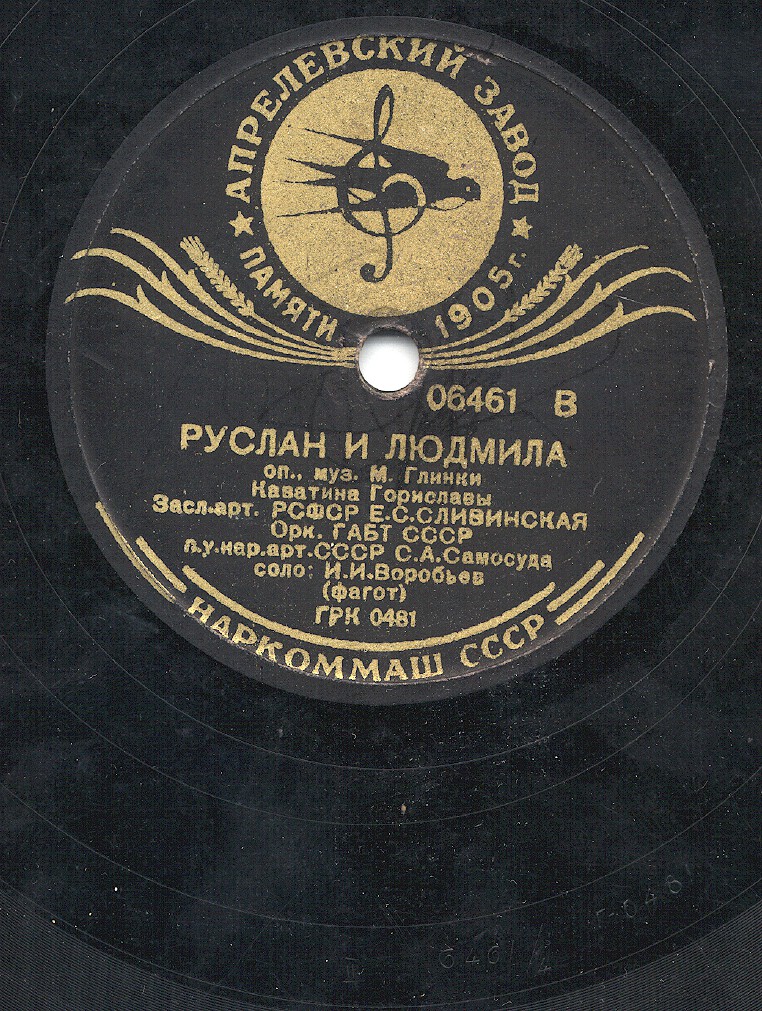 АПРЕЛЕВСКИЙ ЗАВОД
ПАМЯТИ 1905 г.
06461 В
РУСЛАН И ЛЮДМИЛА
оп., муз. М. Глинки
Каватина Гориславы
Засл.арт. РСФСР Е.С.СЛИВИНСКАЯ
Орк. ГАБТ СССР
п.у.нар.арт.СССР С.А.Самосуда
соло: И.И.Воробьев
(фагот)
ГРК 0481
НАРКОММАШ СССР